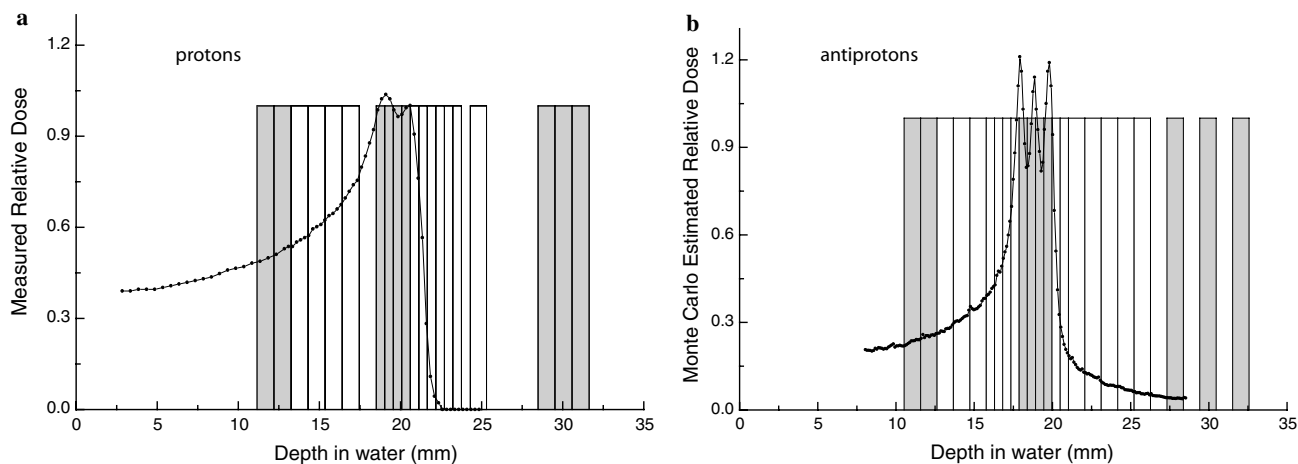 a
protons
Measured Relative Dose
1.2
0.9
0.6
0.3
0.0
0 5 10 15 20 25 30 35
Depth in water (mm)
b
antiprotons
Monte Carlo Estimated Relative Dose
1.2
0.9
0.6
0.3
0.0
0 5 10 15 20 25 30 35
Depth in water (mm)